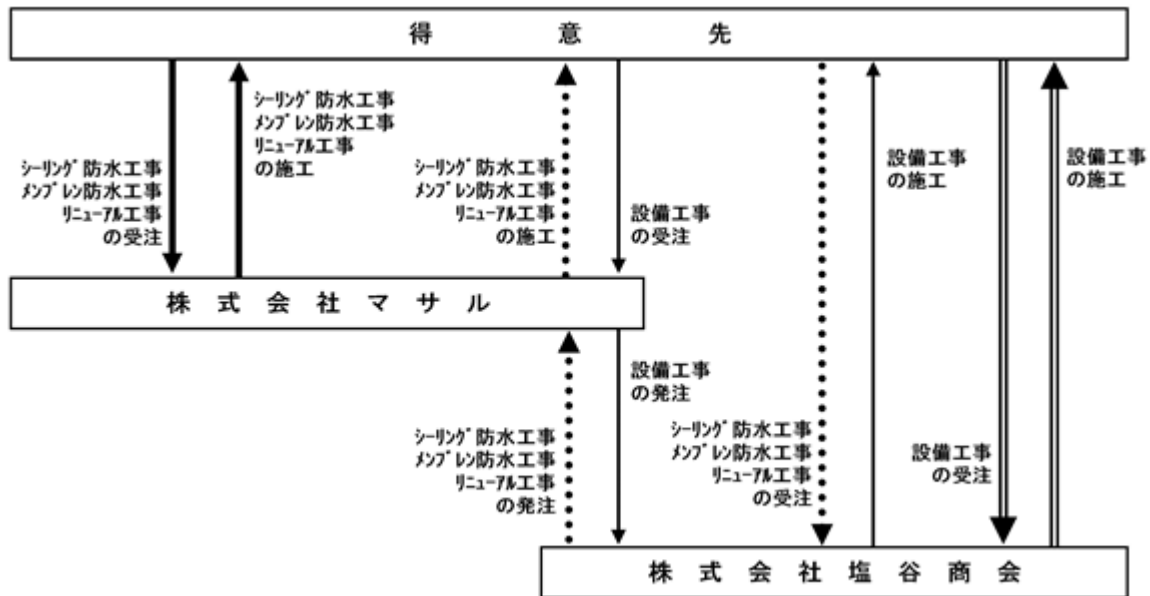 得意先
シーリング防水工事
メンブレン防水工事
リニューアル工事
の受注
シーリング防水工事
メンブレン防水工事
リニューアル工事
の施工
シーリング防水工事
メンブレン防水工事
リニューアル工事
の施工
設備工事
の受注
設備工事
の施工
設備工事
の施工
株式会社マサル
シーリング防水工事
メンブレン防水工事
リニューアル工事
の発注
設備工事
の発注
シーリング防水工事
メンブレン防水工事
リニューアル工事
の受注
設備工事
の受注
株式会社塩谷商会